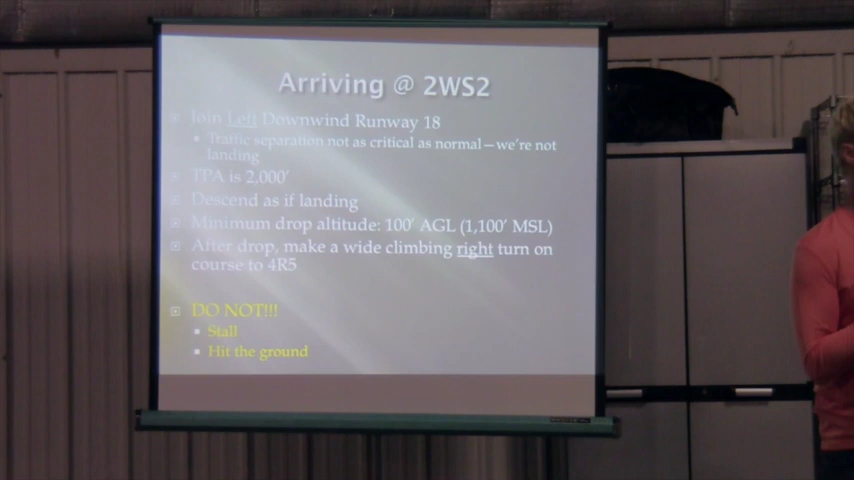 Arriving @ 2WS2
Join Left Downwind Runway 18
Traffic separation not as critical as normal—we're not
landing
TPA is 2,000'
Descend as if landing
Minimum drop altitude: 100' AGL (1,100' MSL)
After drop, make a wide climbing right turn on
course to 4R5
DO NOT!!!
Stall
Hit the ground